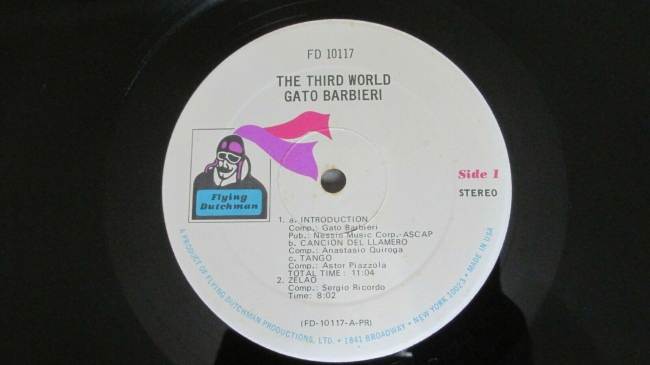 FD 10117
THE THIRD WORLD
GATO BARBIERI
Flying
Dutchman
Side 1
STEREO
1. a. INTRODUCTION
Comp.: Gato Barbieri
Pub.: Nessis Music Corp.-ASCAP
b. CANCION DEL LLAMERO
Comp.: Anastasio Quiroga
c. TANGO
Comp.: Astor Piazzola
TOTAL TIME: 11:04
2. ZELAO
Comp.: Sergio Ricordo
Time: 8:02
(FD-10117-A-PR)
A PRODUCT OF FLYING DUTCHMAN PRODUCTIONS, LTD. • 1841 BROADWAY • NEW YORK 10023 • MADE IN USA